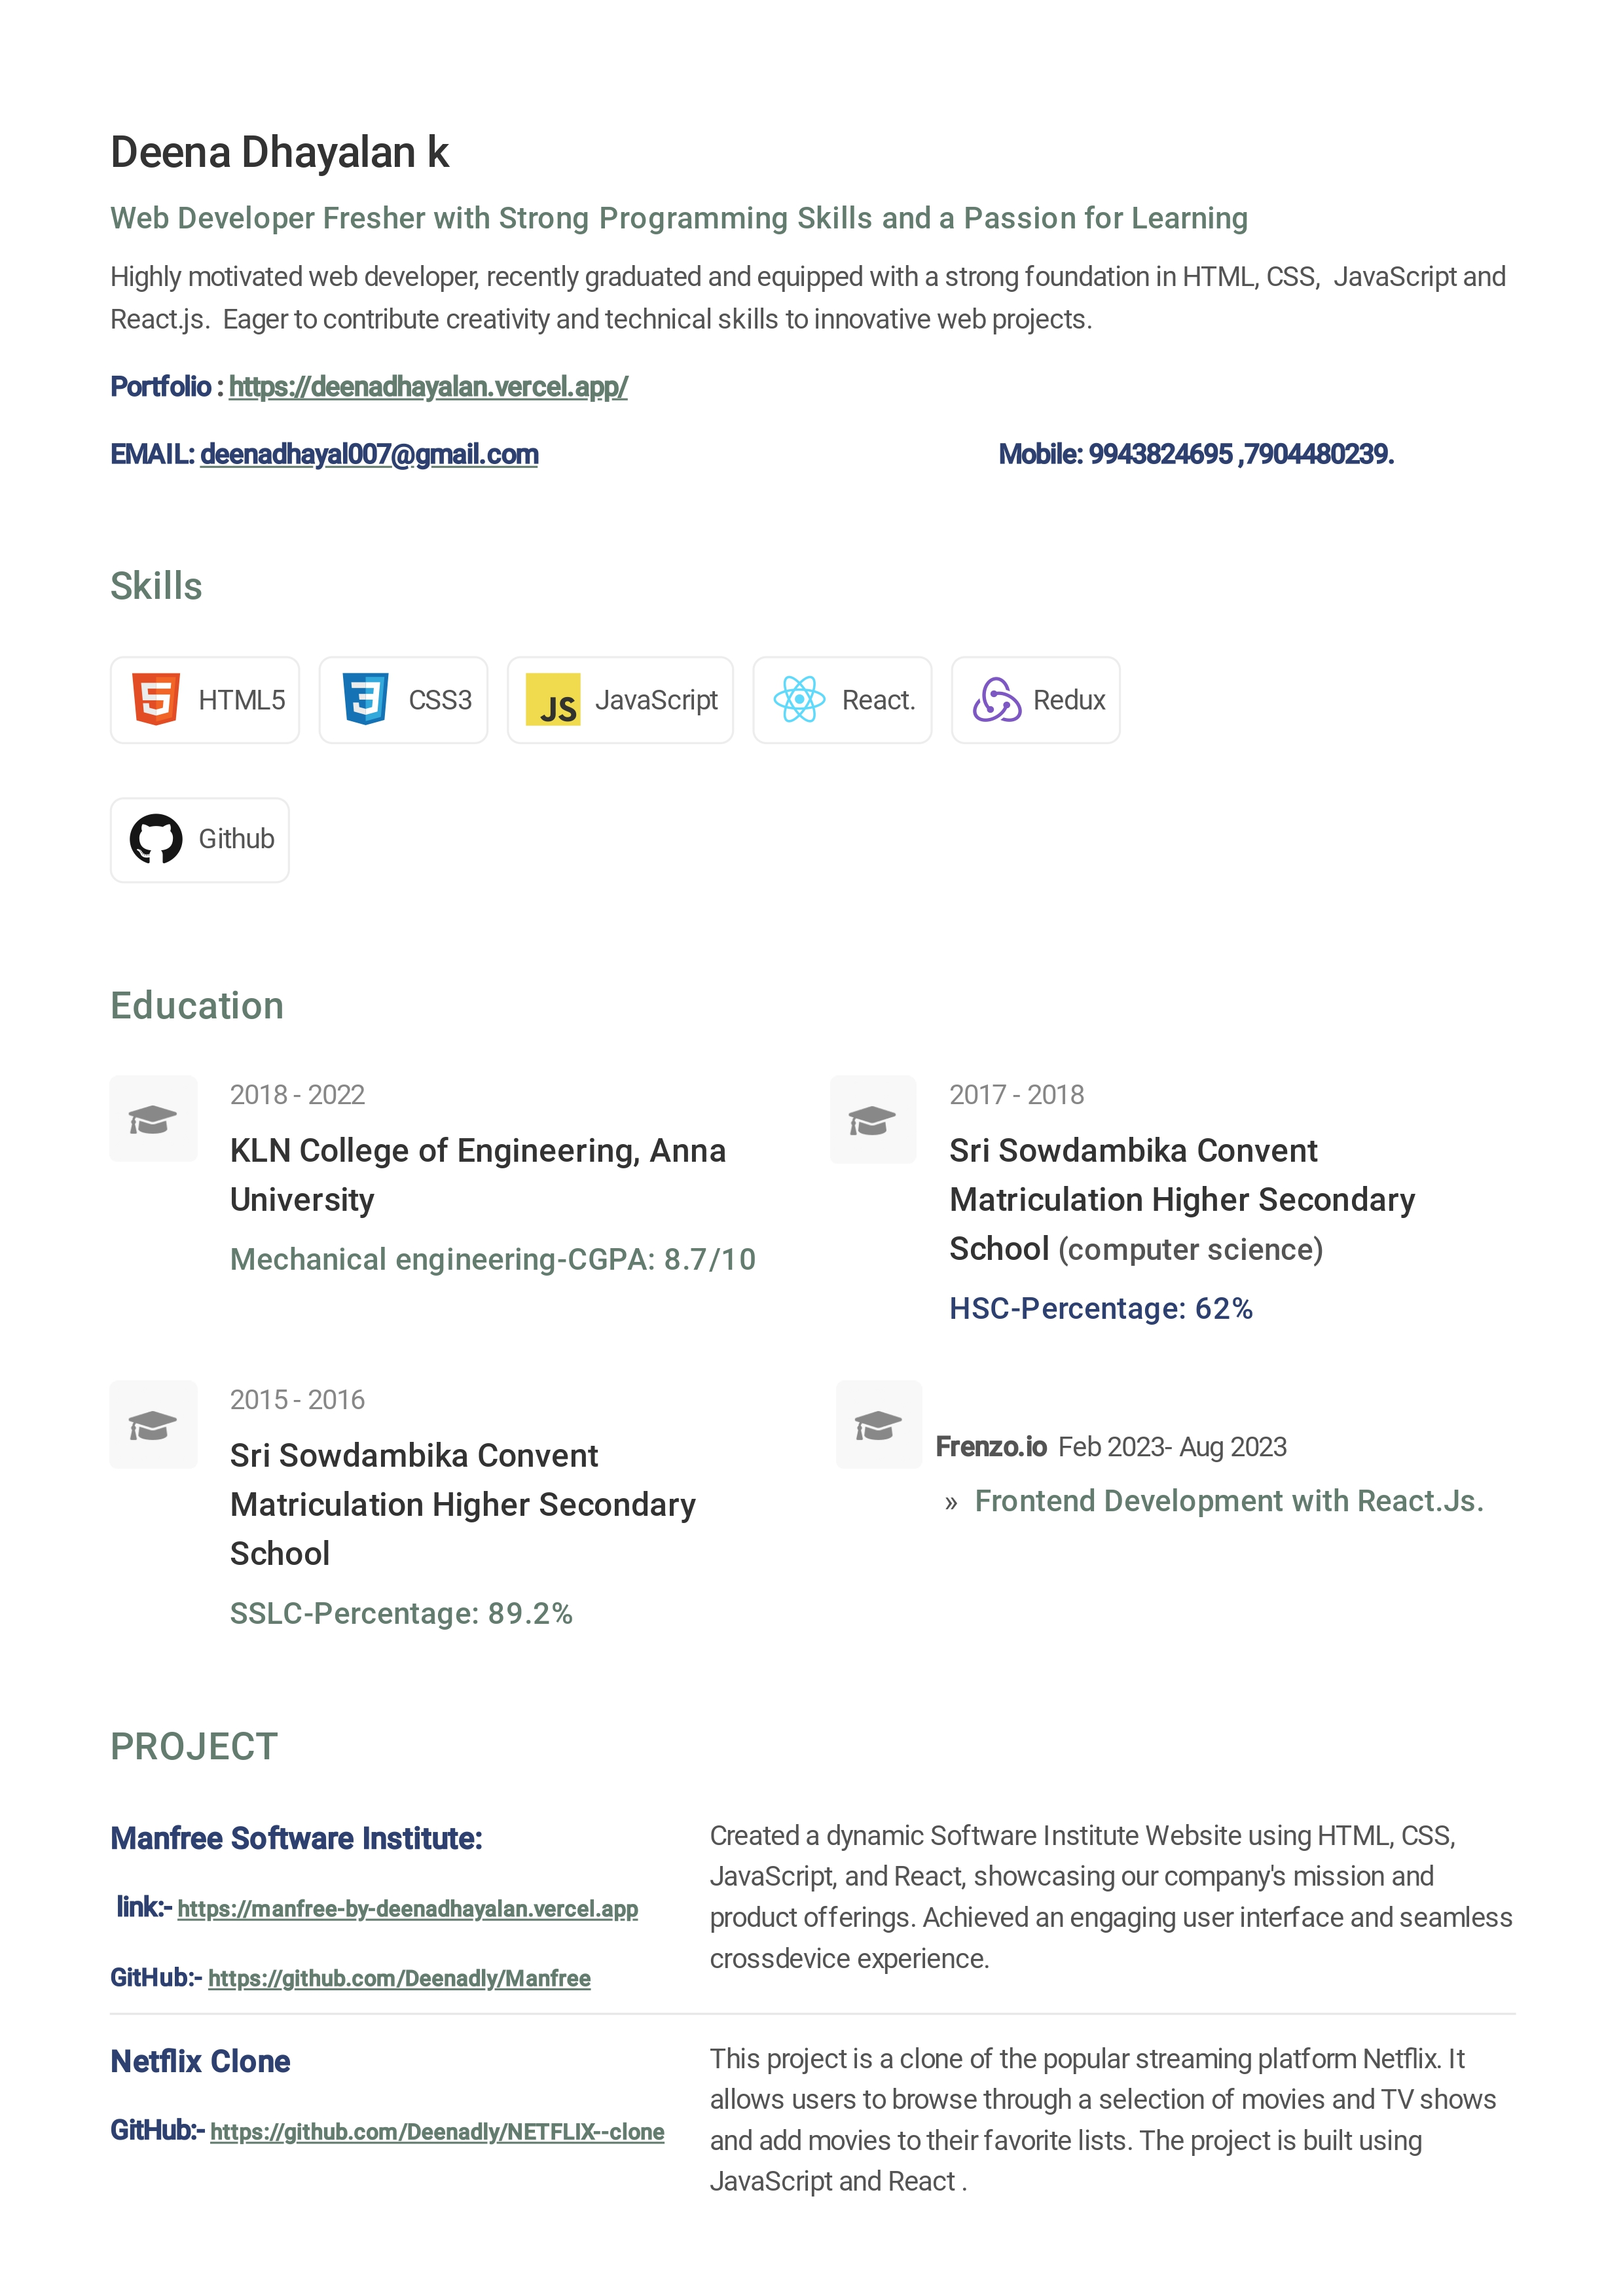 Deena Dhayalan k
Web Developer Fresher with Strong Programming Skills and a Passion for Learning
Highly motivated web developer, recently graduated and equipped with a strong foundation in HTML, CSS,  JavaScript and
React.js.  Eager to contribute creativity and technical skills to innovative web projects.
Portfolio : https://deenadhayalan.vercel.app/
EMAIL: deenadhayal007@gmail.com Mobile: 9943824695 ,7904480239.
Skills
HTML5 CSS3 JS JavaScript React. Redux
Github
Education
2018 - 2022
KLN College of Engineering, Anna
University
Mechanical engineering-CGPA: 8.7/10
2017 - 2018
Sri Sowdambika Convent
Matriculation Higher Secondary
School (computer science)
HSC-Percentage: 62%
2015 - 2016
Sri Sowdambika Convent
Matriculation Higher Secondary
School
SSLC-Percentage: 89.2%
Frenzo.io Feb 2023- Aug 2023
» Frontend Development with React.Js.
PROJECT
Manfree Software Institute:
link:- https://manfree-by-deenadhayalan.vercel.app
GitHub:- https://github.com/Deenadly/Manfree
Created a dynamic Software Institute Website using HTML, CSS,
JavaScript, and React, showcasing our company's mission and
product offerings. Achieved an engaging user interface and seamless
crossdevice experience.
Netflix Clone
GitHub:- https://github.com/Deenadly/NETFLIX--clone
This project is a clone of the popular streaming platform Netflix. It
allows users to browse through a selection of movies and TV shows
and add movies to their favorite lists. The project is built using
JavaScript and React .